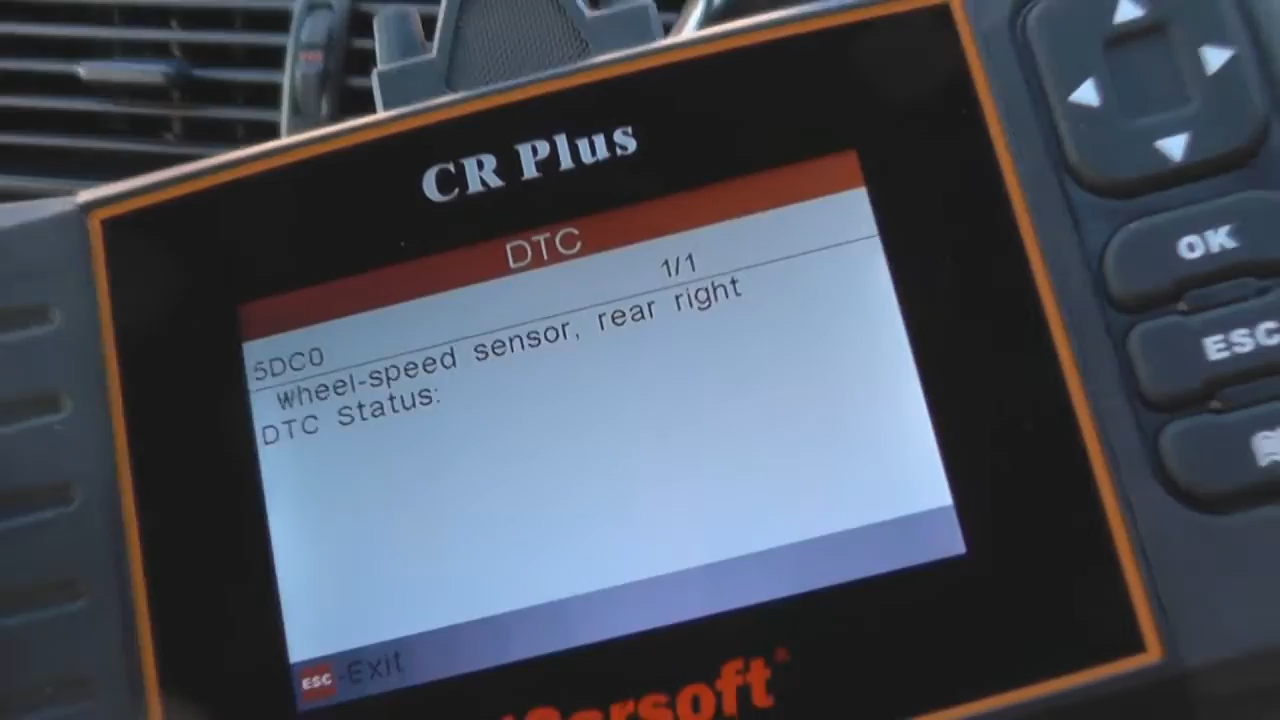 CR Plus
DTC
1/1
5DC0
Wheel-speed sensor, rear right
DTC Status:
ESC -Exit
OK
ESC